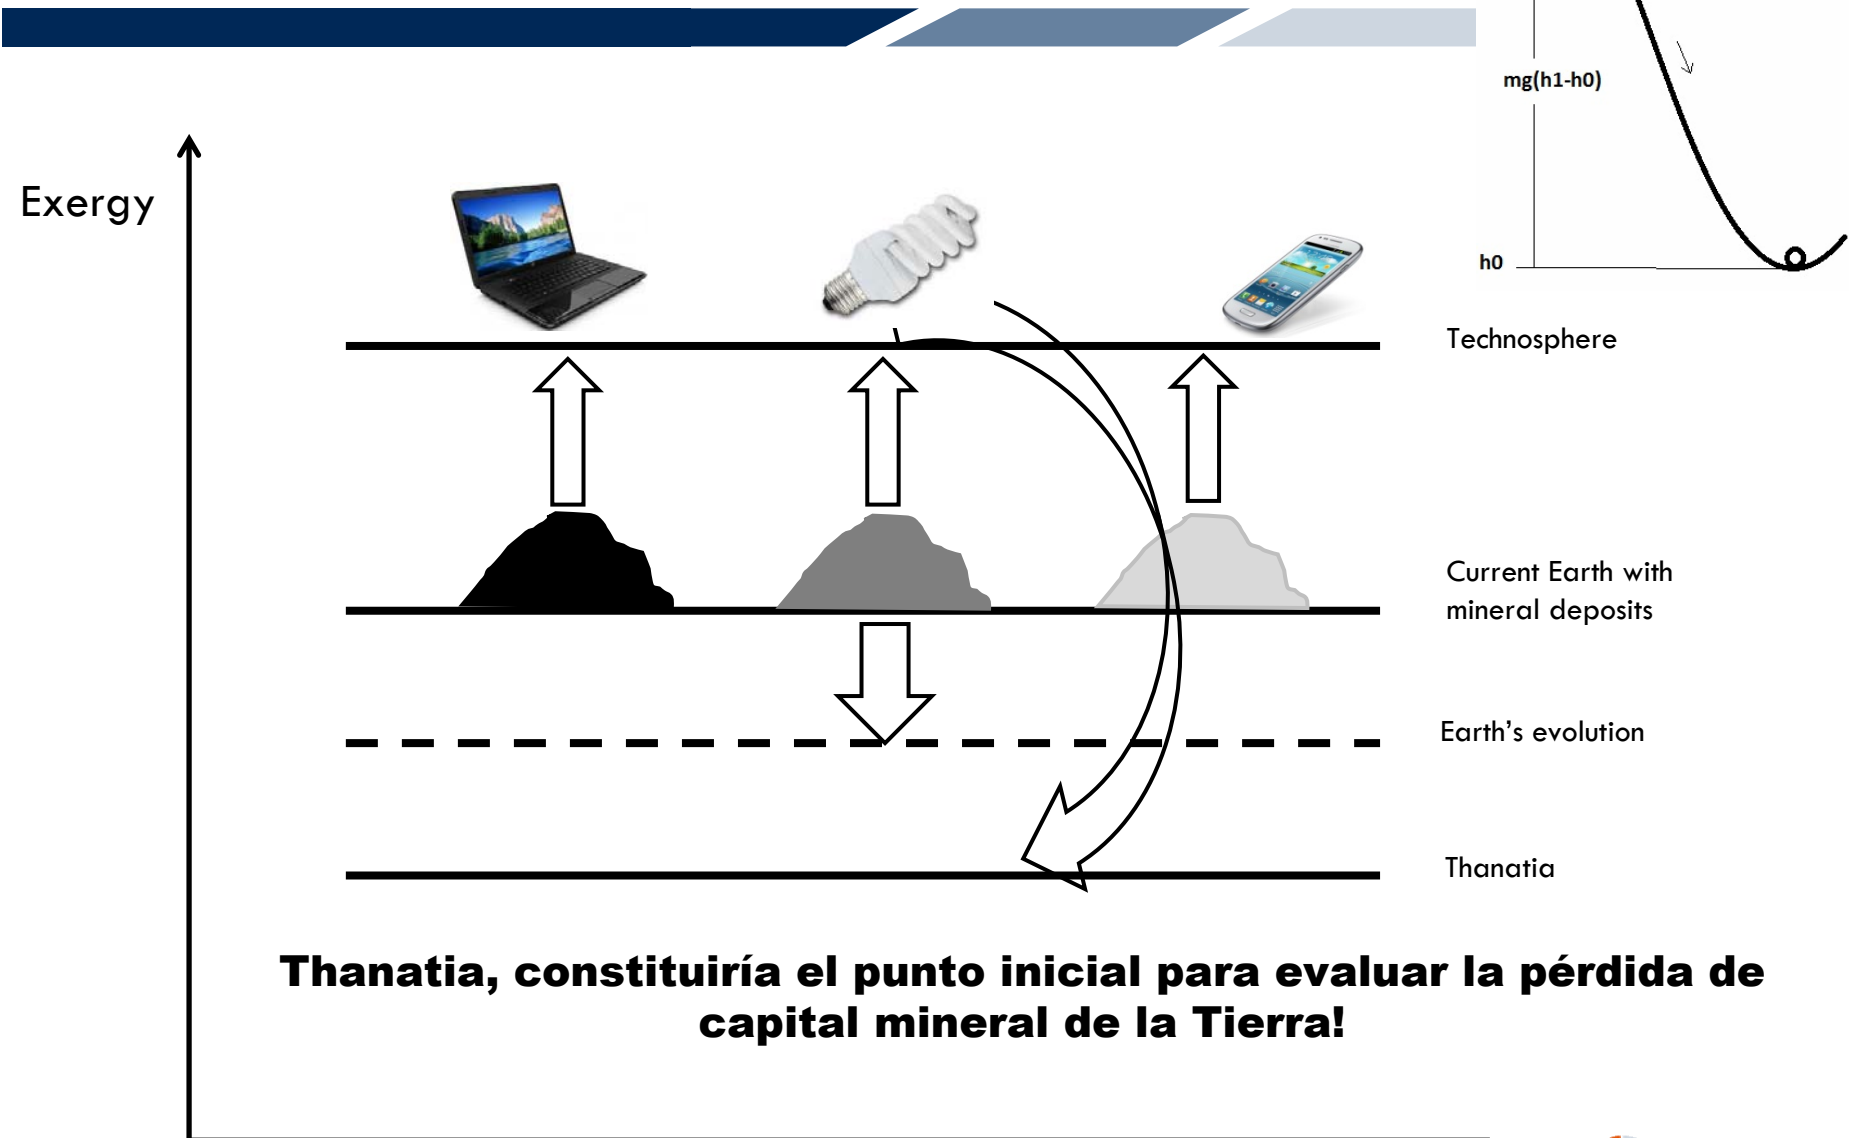 mg(h1-h0)
h0
Exergy
Technosphere
Current Earth with
mineral deposits
Earth's evolution
Thanatia
Thanatia, constituiría el punto inicial para evaluar la pérdida de
capital mineral de la Tierra!